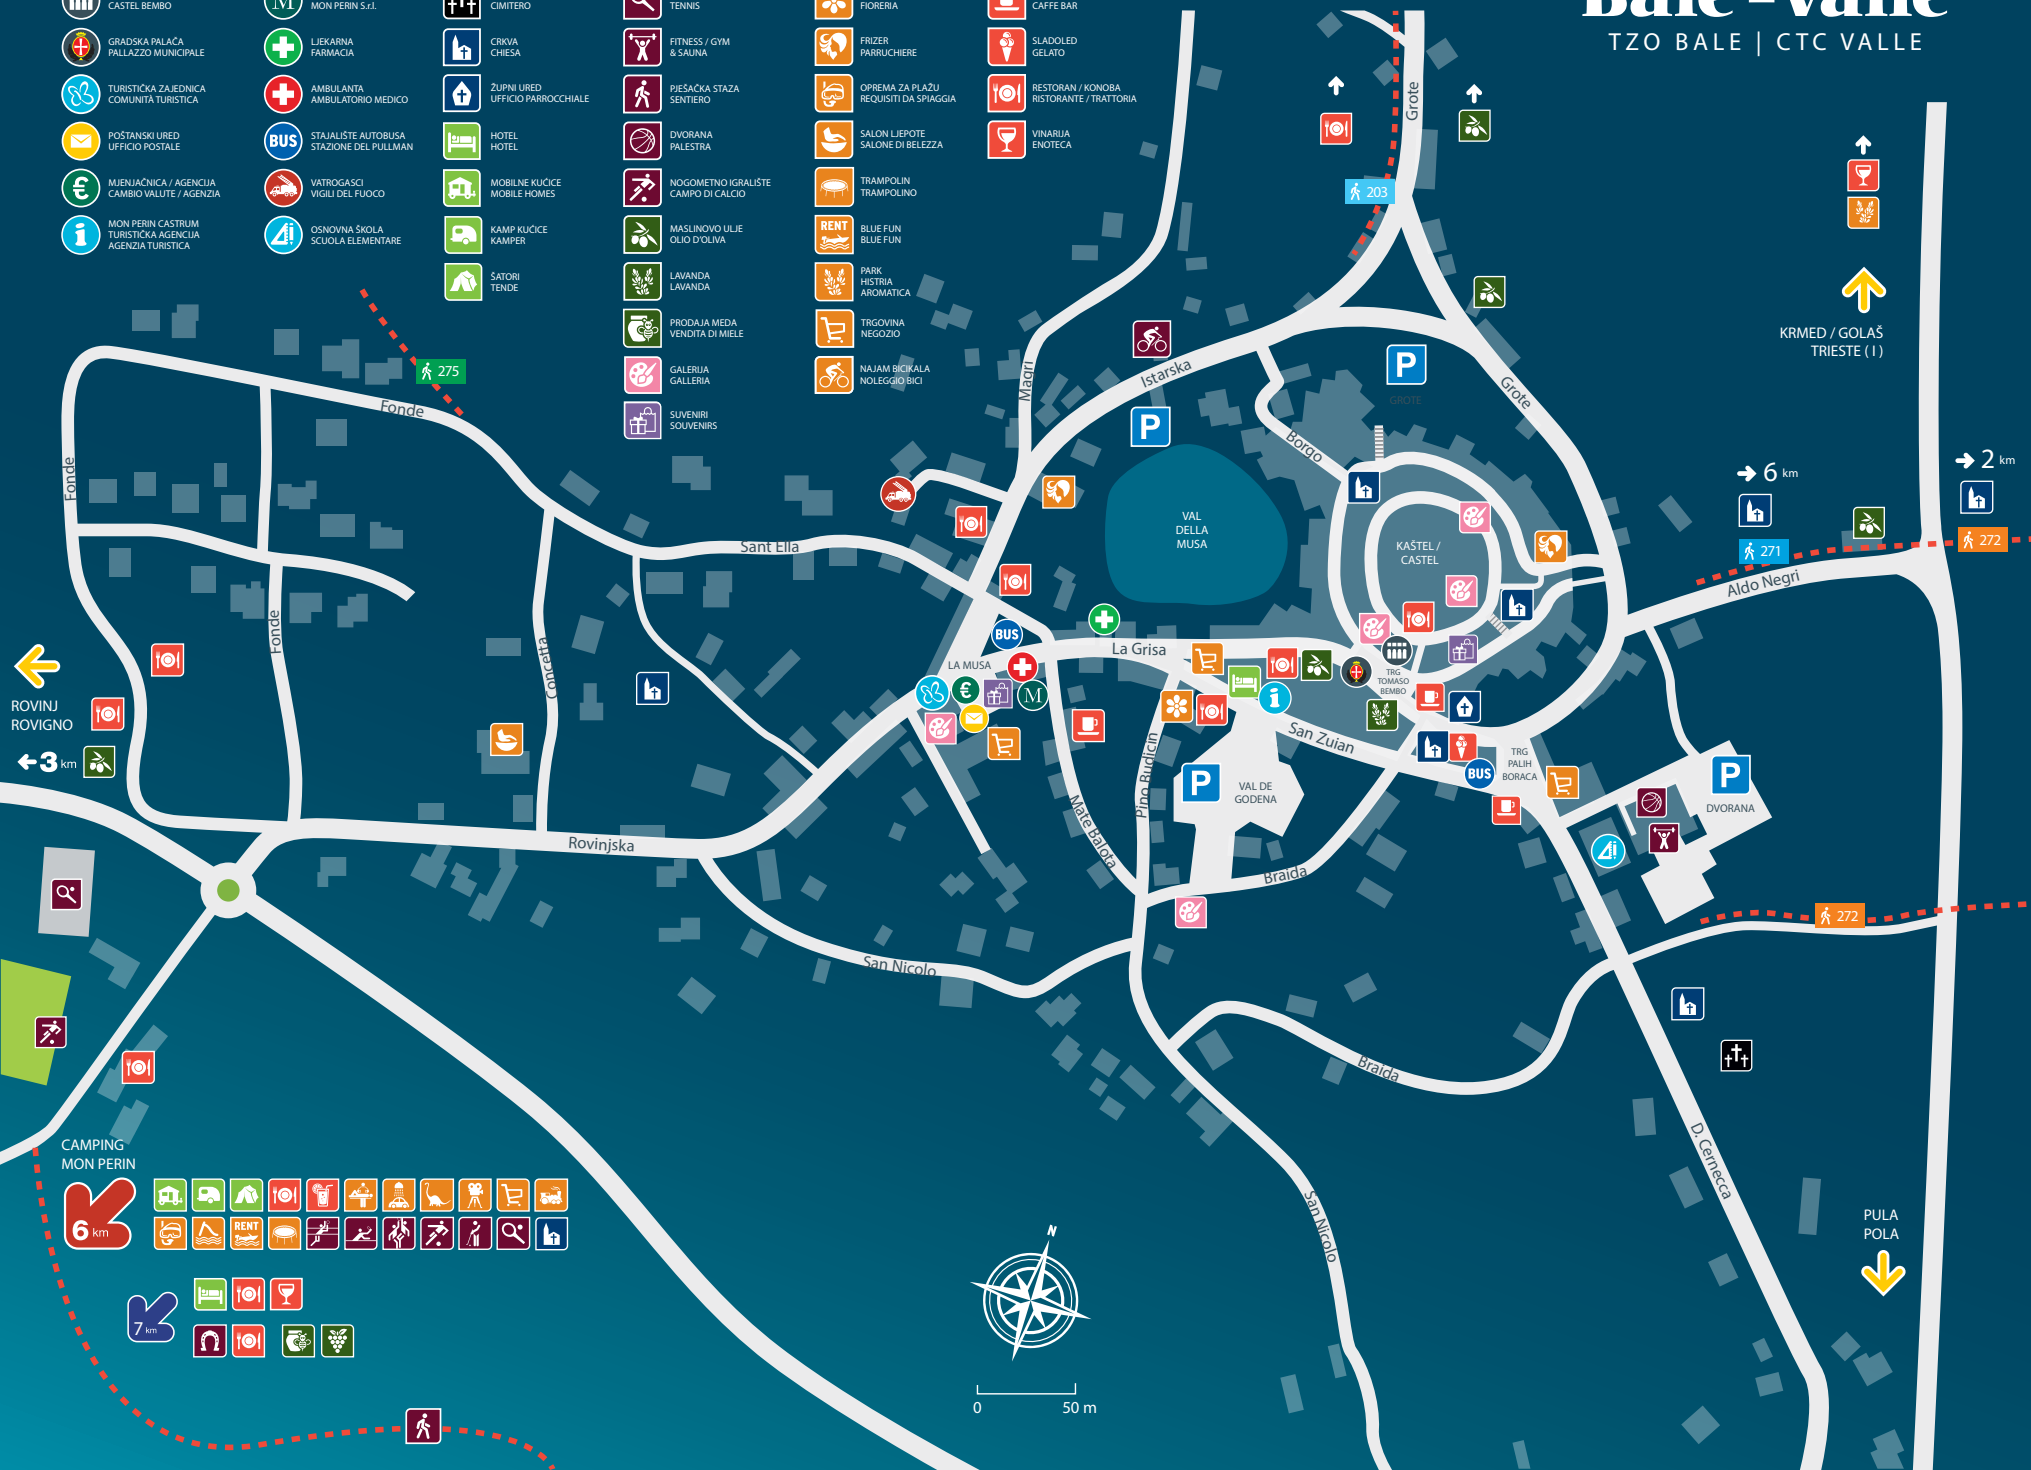 CASTEL BEMBO
GRADSKA PALAČA
PALLAZZO MUNICIPALE
TURISTIČKA ZAJEDNICA
COMUNITÀ TURISTICA
POŠTANSKI URED
UFFICIO POSTALE
MJENJAČNICA / AGENCIJA
CAMBIO VALUTE / AGENZIA
MON PERIN CASTRUM
TURISTIČKA AGENCIJA
AGENZIA TURISTICA
M
MON PERIN S.r.l.
LJEKARNA
FARMACIA
AMBULANTA
AMBULATORIO MEDICO
BUS
STAJALIŠTE AUTOBUSA
STAZIONE DEL PULLMAN
VATROGASCI
VIGILI DEL FUOCO
OSNOVNA ŠKOLA
SCUOLA ELEMENTARE
CIMITERO
CRKVA
CHIESA
ŽUPNI URED
UFFICIO PARROCCHIALE
HOTEL
HOTEL
MOBILNE KUĆICE
MOBILE HOMES
KAMP KUĆICE
KAMPER
ŠATORI
TENDE
TENNIS
FITNESS / GYM
& SAUNA
PJEŠAČKA STAZA
SENTIERO
DVORANA
PALESTRA
NOGOMETNO IGRALIŠTE
CAMPO DI CALCIO
MASLINOVO ULJE
OLIO D'OLIVA
LAVANDA
LAVANDA
PRODAJA MEDA
VENDITA DI MIELE
GALERIJA
GALLERIA
SUVENIRI
SOUVENIRS
FIORERIA
FRIZER
PARRUCHIERE
OPREMA ZA PLAŽU
REQUISITI DA SPIAGGIA
SALON LJEPOTE
SALONE DI BELEZZA
TRAMPOLIN
TRAMPOLINO
RENT
BLUE FUN
BLUE FUN
PARK
HISTRIA
AROMATICA
TRGOVINA
NEGOZIO
NAJAM BICIKALA
NOLEGGIO BICI
CAFFE BAR
SLADOLED
GELATO
RESTORAN / KONOBA
RISTORANTE / TRATTORIA
VINARIJA
ENOTECA
Bale - Valle
TZO BALE | CTC VALLE
Grote
203
KRMED / GOLAŠ
TRIESTE ( I )
275
Fonde
Fonde
Fonde
Magri
Istarska
P
P
GROTE
Grote
Borgo
6 km
2 km
271
272
Aldo Negri
VAL
DELLA
MUSA
KAŠTEL /
CASTEL
Sant Ella
Concetta
BUS
LA MUSA
M
La Grisa
TRG
TOMASO
BEMBO
San Zuian
BUS
TRG
PALIH
BORACA
ROVINJ
ROVIGNO
3 km
Pino Budicin
P
VAL DE
GODENA
P
DVORANA
Mate Balota
Rovinjska
Braida
272
San Nicolo
Braida
D. Cernecca
San Nicolo
CAMPING
MON PERIN
6 km
RENT
7 km
PULA
POLA
N
0
50 m